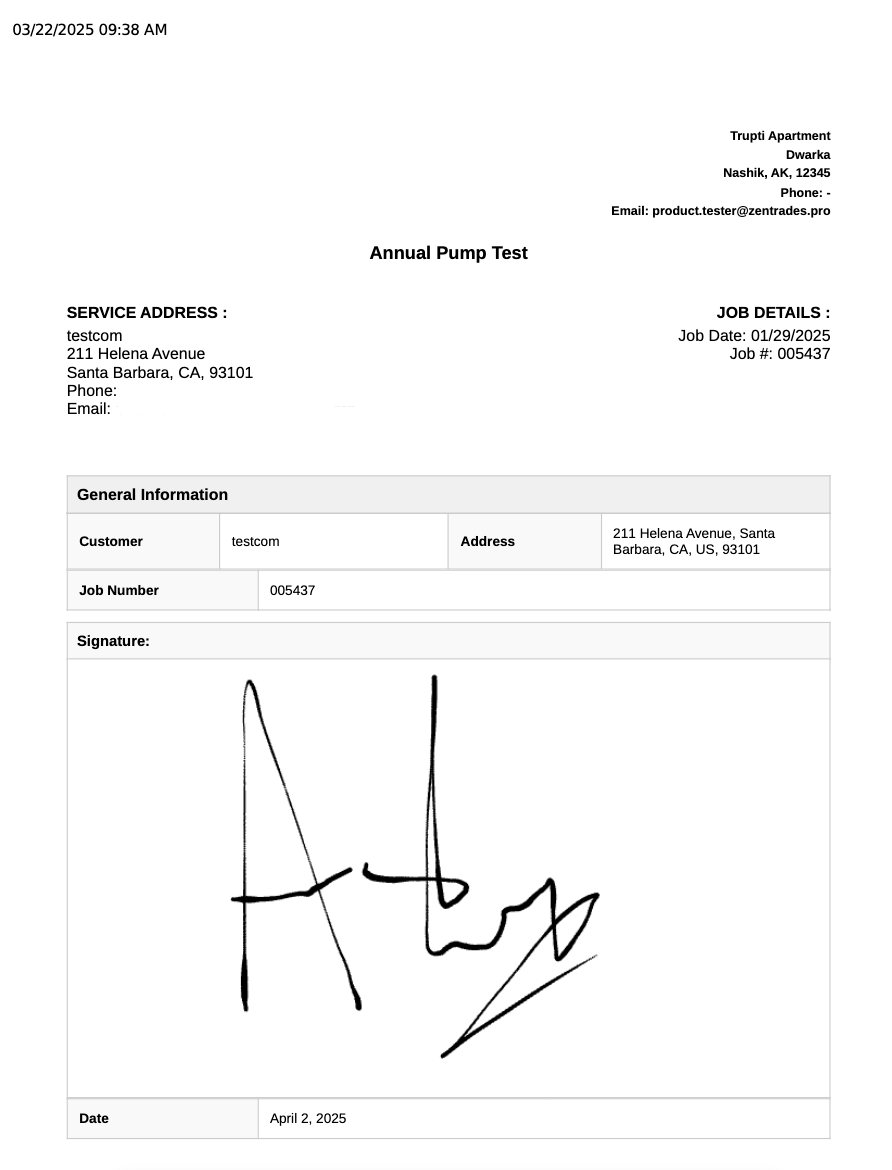 03/22/2025 09:38 AM
Trupti Apartment
Dwarka
Nashik, AK, 12345
Phone: -
Email: product.tester@zentrades.pro
Annual Pump Test
SERVICE ADDRESS :
testcom
211 Helena Avenue
Santa Barbara, CA, 93101
Phone:
Email:
JOB DETAILS :
Job Date: 01/29/2025
Job #: 005437
General Information
Customer
testcom
Address
211 Helena Avenue, Santa
Barbara, CA, US, 93101
Job Number
005437
Signature:
Date
April 2, 2025